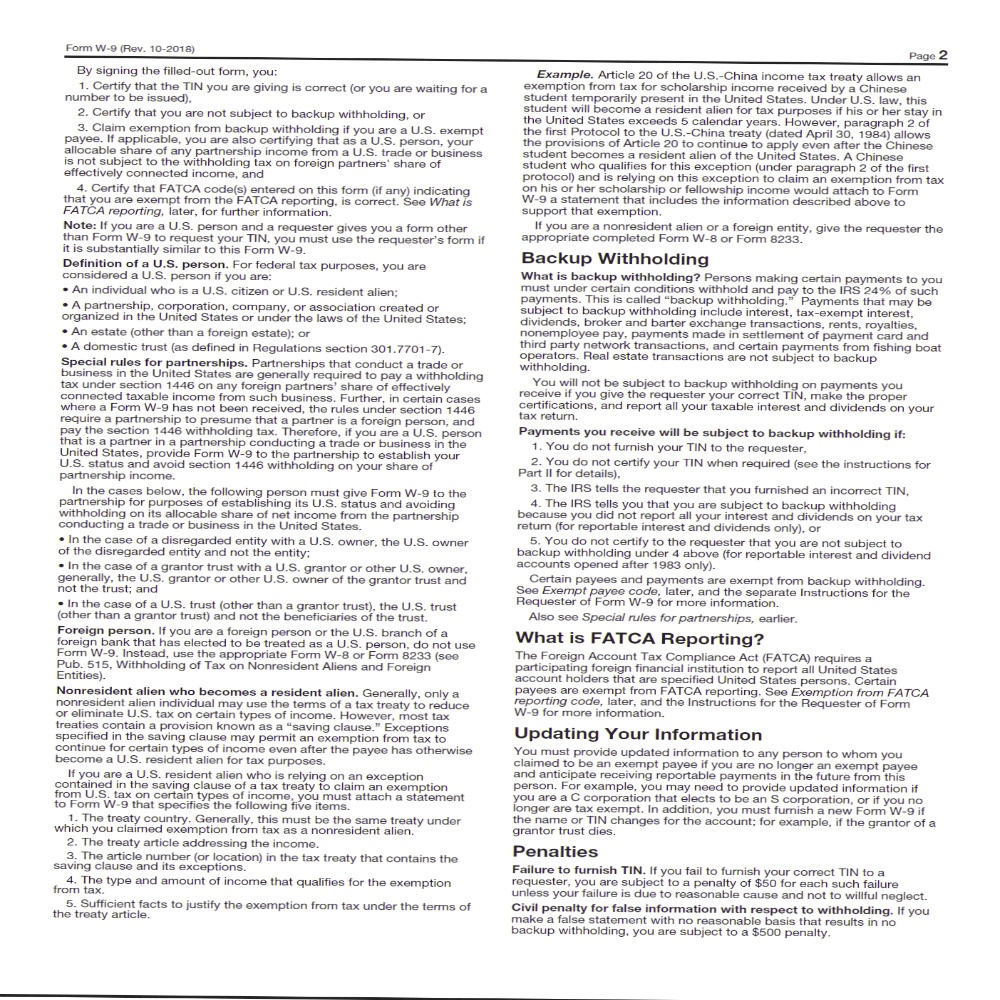 Form W-9 (Rev. 10-2018)
Page 2
By signing the filled-out form, you:
1. Certify that the TIN you are giving is correct (or you are waiting for a
number to be issued),
2. Certify that you are not subject to backup withholding, or
3. Claim exemption from backup withholding if you are a U.S. exempt
payee. If applicable, you are also certifying that as a U.S. person, your
allocable share of any partnership income from a U.S. trade or business
is not subject to the withholding tax on foreign partners' share of
effectively connected income, and
4. Certify that FATCA code(s) entered on this form (if any) indicating
that you are exempt from the FATCA reporting, is correct. See What is
FATCA reporting, later, for further information.
Note: If you are a U.S. person and a requester gives you a form other
than Form W-9 to request your TIN, you must use the requester's form if
it is substantially similar to this Form W-9.
Definition of a U.S. person. For federal tax purposes, you are
considered a U.S. person if you are:
• An individual who is a U.S. citizen or U.S. resident alien;
• A partnership, corporation, company, or association created or
organized in the United States or under the laws of the United States;
• An estate (other than a foreign estate); or
• A domestic trust (as defined in Regulations section 301.7701-7).
Special rules for partnerships. Partnerships that conduct a trade or
business in the United States are generally required to pay a withholding
tax under section 1446 on any foreign partners' share of effectively
connected taxable income from such business. Further, in certain cases
where a Form W-9 has not been received, the rules under section 1446
require a partnership to presume that a partner is a foreign person, and
pay the section 1446 withholding tax. Therefore, if you are a U.S. person
that is a partner in a partnership conducting a trade or business in the
United States, provide Form W-9 to the partnership to establish your
U.S. status and avoid section 1446 withholding on your share of
partnership income.
In the cases below, the following person must give Form W-9 to the
partnership for purposes of establishing its U.S. status and avoiding
withholding on its allocable share of net income from the partnership
conducting a trade or business in the United States.
• In the case of a disregarded entity with a U.S. owner, the U.S. owner
of the disregarded entity and not the entity;
• In the case of a grantor trust with a U.S. grantor or other U.S. owner,
generally, the U.S. grantor or other U.S. owner of the grantor trust and
not the trust; and
• In the case of a U.S. trust (other than a grantor trust), the U.S. trust
(other than a grantor trust) and not the beneficiaries of the trust.
Foreign person. If you are a foreign person or the U.S. branch of a
foreign bank that has elected to be treated as a U.S. person, do not use
Form W-9. Instead, use the appropriate Form W-8 or Form 8233 (see
Pub. 515, Withholding of Tax on Nonresident Aliens and Foreign
Entities).
Nonresident alien who becomes a resident alien. Generally, only a
nonresident alien individual may use the terms of a tax treaty to reduce
or eliminate U.S. tax on certain types of income. However, most tax
treaties contain a provision known as a “saving clause.” Exceptions
specified in the saving clause may permit an exemption from tax to
continue for certain types of income even after the payee has otherwise
become a U.S. resident alien for tax purposes.
If you are a U.S. resident alien who is relying on an exception
contained in the saving clause of a tax treaty to claim an exemption
from U.S. tax on certain types of income, you must attach a statement
to Form W-9 that specifies the following five items.
1. The treaty country. Generally, this must be the same treaty under
which you claimed exemption from tax as a nonresident alien.
2. The treaty article addressing the income.
3. The article number (or location) in the tax treaty that contains the
saving clause and its exceptions.
4. The type and amount of income that qualifies for the exemption
from tax.
5. Sufficient facts to justify the exemption from tax under the terms of
the treaty article.
Example. Article 20 of the U.S.-China income tax treaty allows an
exemption from tax for scholarship income received by a Chinese
student temporarily present in the United States. Under U.S. law, this
student will become a resident alien for tax purposes if his or her stay in
the United States exceeds 5 calendar years. However, paragraph 2 of
the first Protocol to the U.S.-China treaty (dated April 30, 1984) allows
the provisions of Article 20 to continue to apply even after the Chinese
student becomes a resident alien of the United States. A Chinese
student who qualifies for this exception (under paragraph 2 of the first
protocol) and is relying on this exception to claim an exemption from tax
on his or her scholarship or fellowship income would attach to Form
W-9 a statement that includes the information described above to
support that exemption.
If you are a nonresident alien or a foreign entity, give the requester the
appropriate completed Form W-8 or Form 8233.
Backup Withholding
What is backup withholding? Persons making certain payments to you
must under certain conditions withhold and pay to the IRS 24% of such
payments. This is called “backup withholding.” Payments that may be
subject to backup withholding include interest, tax-exempt interest,
dividends, broker and barter exchange transactions, rents, royalties,
nonemployee pay, payments made in settlement of payment card and
third party network transactions, and certain payments from fishing boat
operators. Real estate transactions are not subject to backup
withholding.
You will not be subject to backup withholding on payments you
receive if you give the requester your correct TIN, make the proper
certifications, and report all your taxable interest and dividends on your
tax return.
Payments you receive will be subject to backup withholding if:
1. You do not furnish your TIN to the requester,
2. You do not certify your TIN when required (see the instructions for
Part II for details),
3. The IRS tells the requester that you furnished an incorrect TIN,
4. The IRS tells you that you are subject to backup withholding
because you did not report all your interest and dividends on your tax
return (for reportable interest and dividends only), or
5. You do not certify to the requester that you are not subject to
backup withholding under 4 above (for reportable interest and dividend
accounts opened after 1983 only).
Certain payees and payments are exempt from backup withholding.
See Exempt payee code, later, and the separate Instructions for the
Requester of Form W-9 for more information.
Also see Special rules for partnerships, earlier.
What is FATCA Reporting?
The Foreign Account Tax Compliance Act (FATCA) requires a
participating foreign financial institution to report all United States
account holders that are specified United States persons. Certain
payees are exempt from FATCA reporting. See Exemption from FATCA
reporting code, later, and the Instructions for the Requester of Form
W-9 for more information.
Updating Your Information
You must provide updated information to any person to whom you
claimed to be an exempt payee if you are no longer an exempt payee
and anticipate receiving reportable payments in the future from this
person. For example, you may need to provide updated information if
you are a C corporation that elects to be an S corporation, or if you no
longer are tax exempt. In addition, you must furnish a new Form W-9 if
the name or TIN changes for the account; for example, if the grantor of a
grantor trust dies.
Penalties
Failure to furnish TIN. If you fail to furnish your correct TIN to a
requester, you are subject to a penalty of $50 for each such failure
unless your failure is due to reasonable cause and not to willful neglect.
Civil penalty for false information with respect to withholding. If you
make a false statement with no reasonable basis that results in no
backup withholding, you are subject to a $500 penalty.